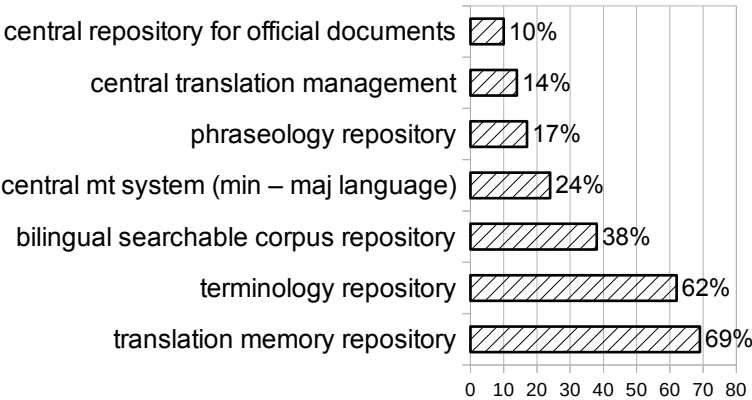 central repository for official documents 10%
central translation management 14%
phraseology repository 17%
central mt system (min – maj language) 24%
bilingual searchable corpus repository 38%
terminology repository 62%
translation memory repository 69%
0 10 20 30 40 50 60 70 80